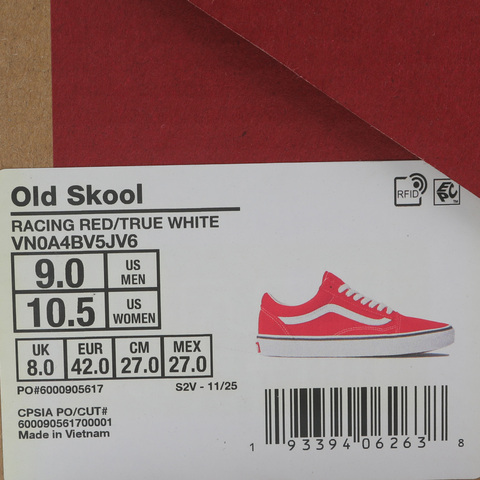 Old Skool
RACING RED/TRUE WHITE
VN0A4BV5JV6
9.0 US MEN
10.5 US WOMEN
UK 8.0 EUR 42.0 CM 27.0 MEX 27.0
PO#6000905617 S2V - 11/25
CPSIA PO/CUT#
600090561700001
Made in Vietnam
RFID
EPC
1 93394 06263 8